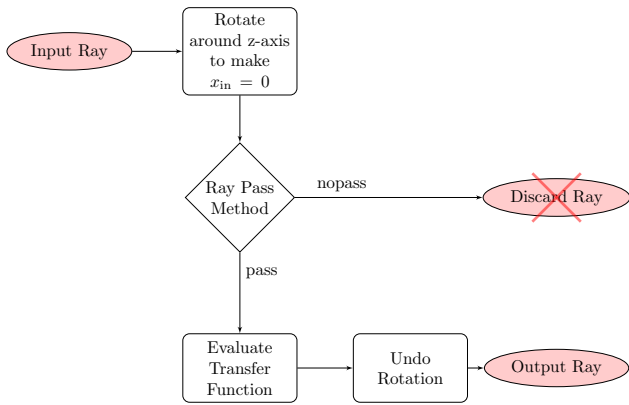 Input Ray
Rotate
around z-axis
to make
x_in = 0
Ray Pass
Method
nopass
Discard Ray
pass
Evaluate
Transfer
Function
Undo
Rotation
Output Ray